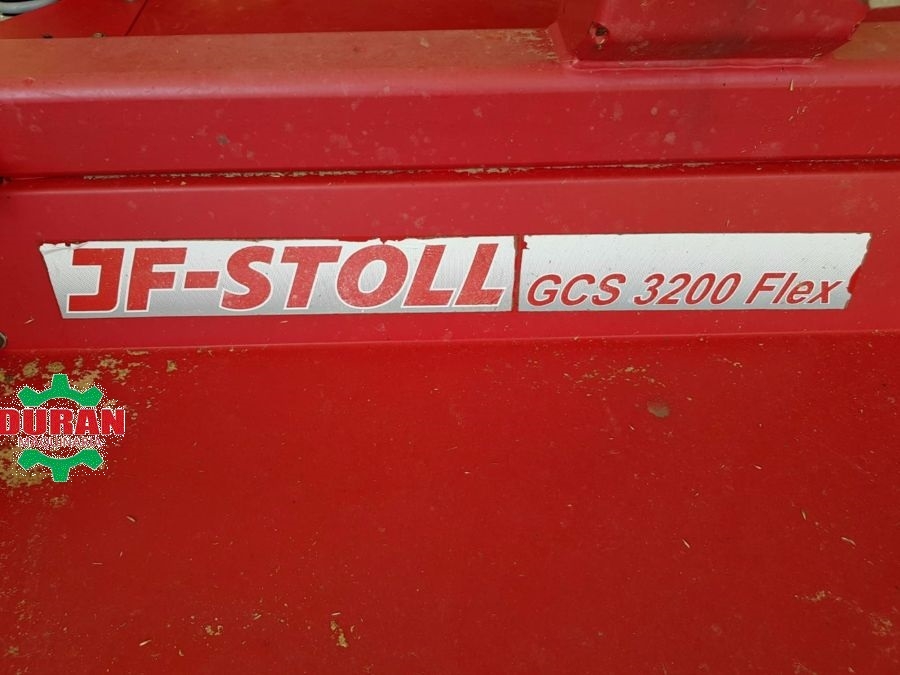 JF-STOLL GCS 3200 Flex
DURAN